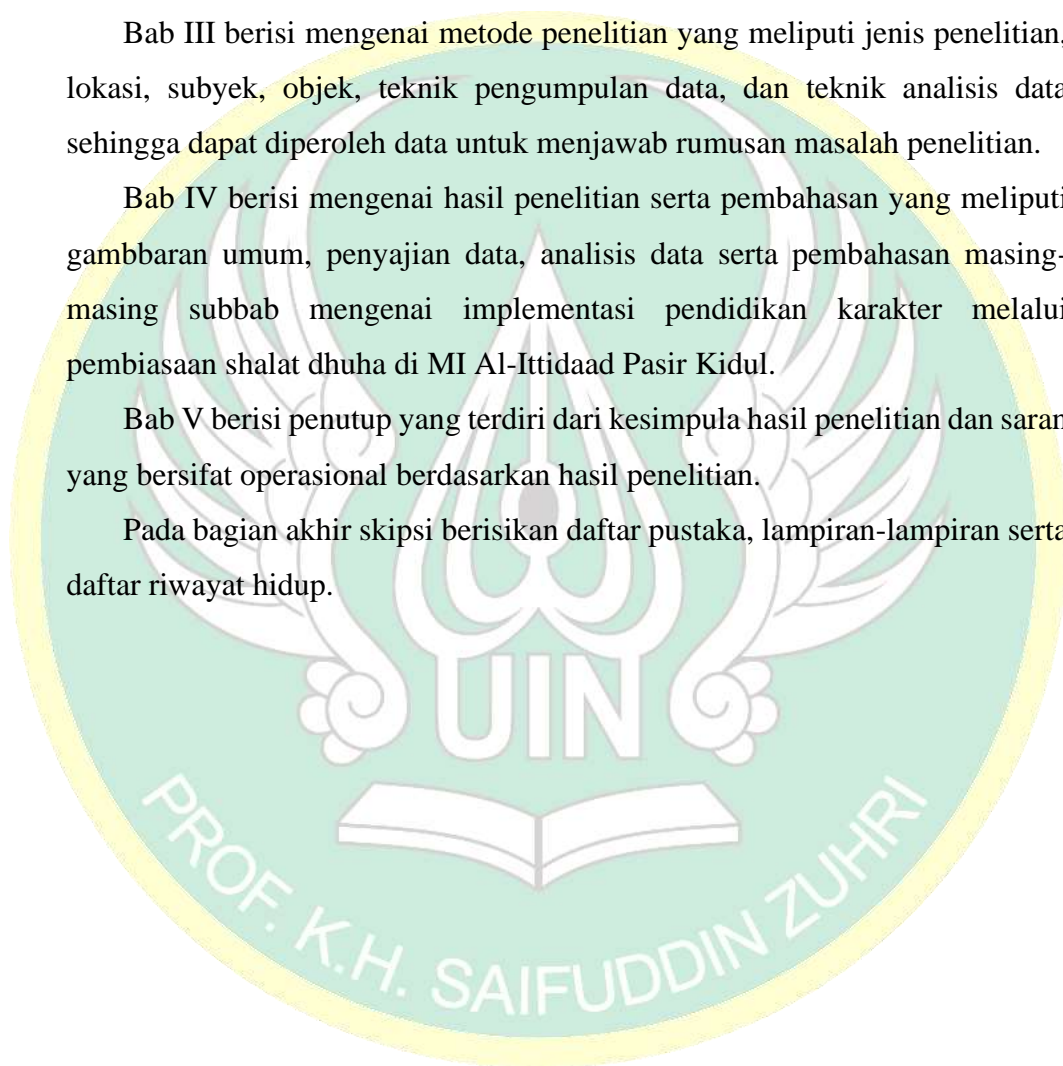 Bab III berisi mengenai metode penelitian yang meliputi jenis penelitian,
lokasi, subyek, objek, teknik pengumpulan data, dan teknik analisis data
sehingga dapat diperoleh data untuk menjawab rumusan masalah penelitian.
Bab IV berisi mengenai hasil penelitian serta pembahasan yang meliputi
gambbaran umum, penyajian data, analisis data serta pembahasan masing-
masing subbab mengenai implementasi pendidikan karakter melalui
pembiasaan shalat dhuha di MI Al-Ittidaad Pasir Kidul.
Bab V berisi penutup yang terdiri dari kesimpula hasil penelitian dan saran
yang bersifat operasional berdasarkan hasil penelitian.
Pada bagian akhir skipsi berisikan daftar pustaka, lampiran-lampiran serta
daftar riwayat hidup.
UIN
PROF. K.H. SAIFUDDIN ZUHRI